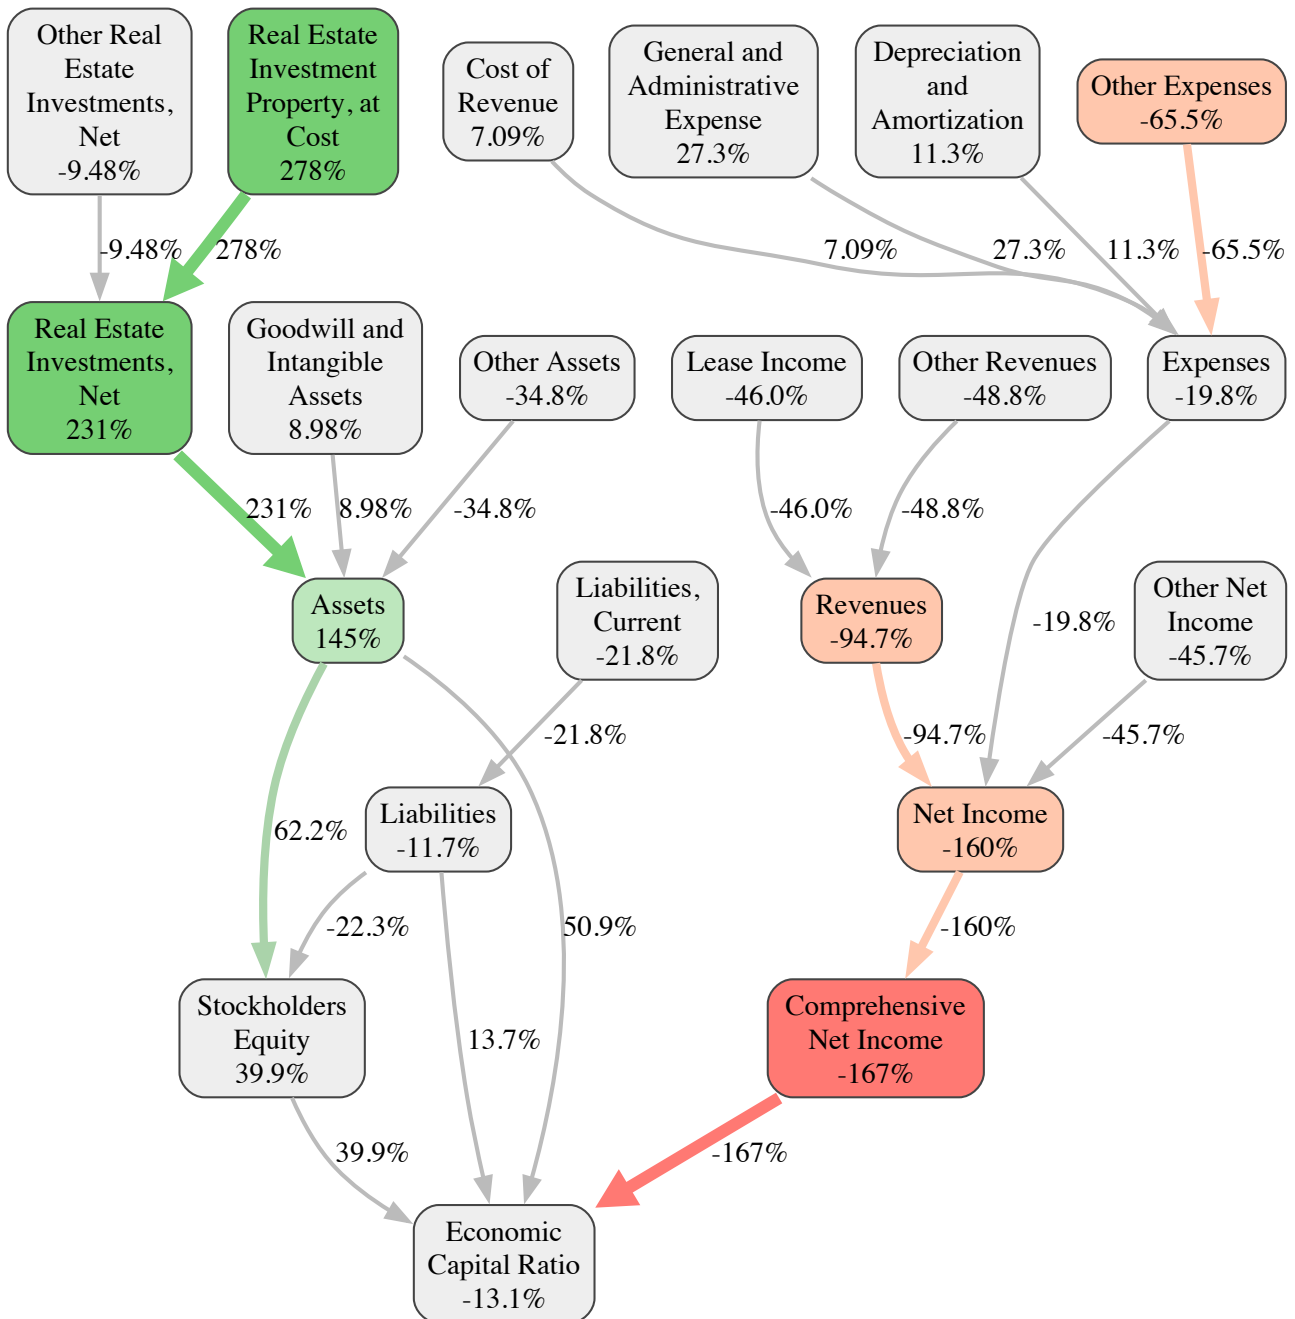 Other Real
Estate
Investments,
Net
-9.48%
Real Estate
Investment
Property, at
Cost
278%
Cost of
Revenue
7.09%
General and
Administrative
Expense
27.3%
Depreciation
and
Amortization
11.3%
Other Expenses
-65.5%
-9.48%
278%
7.09%
27.3%
11.3%
-65.5%
Real Estate
Investments,
Net
231%
Goodwill and
Intangible
Assets
8.98%
Other Assets
-34.8%
Lease Income
-46.0%
Other Revenues
-48.8%
Expenses
-19.8%
231%
8.98%
-34.8%
-46.0%
-48.8%
Assets
145%
Liabilities,
Current
-21.8%
Revenues
-94.7%
-19.8%
Other Net
Income
-45.7%
-21.8%
-94.7%
-45.7%
62.2%
Liabilities
-11.7%
Net Income
-160%
-22.3%
50.9%
-160%
Stockholders
Equity
39.9%
13.7%
Comprehensive
Net Income
-167%
39.9%
-167%
Economic
Capital Ratio
-13.1%